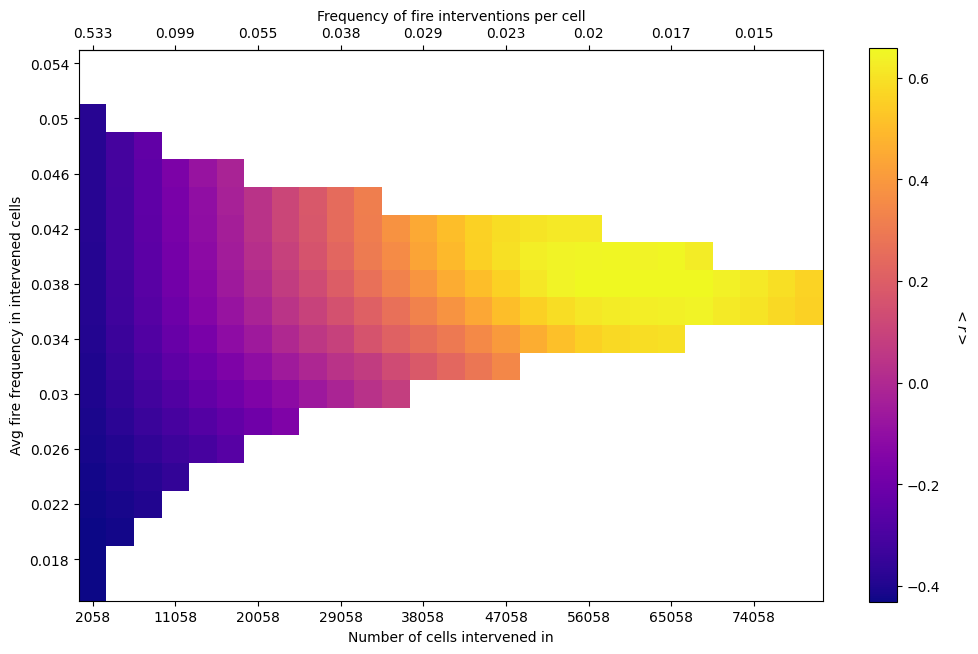 Frequency of fire interventions per cell
0.533 0.099 0.055 0.038 0.029 0.023 0.02 0.017 0.015
Avg fire frequency in intervened cells
0.054
0.05
0.046
0.042
0.038
0.034
0.03
0.026
0.022
0.018
2058 11058 20058 29058 38058 47058 56058 65058 74058
Number of cells intervened in
0.6
0.4
0.2
0.0
−0.2
−0.4
< r >